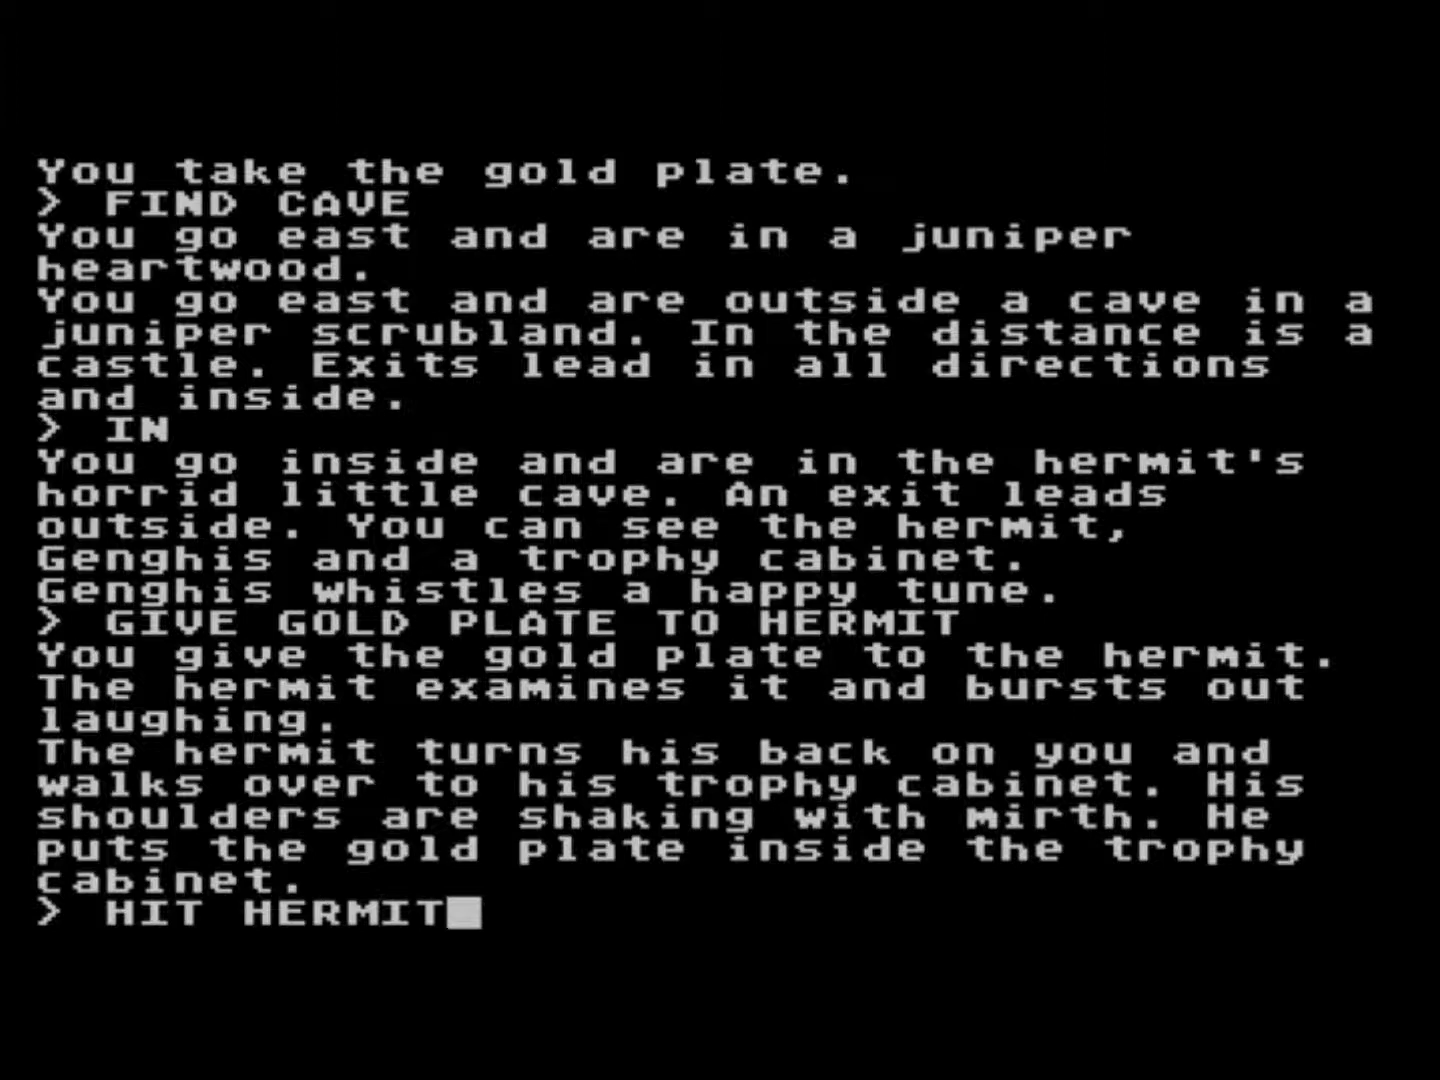 You take the gold plate.
> FIND CAVE
You go east and are in a juniper
heartwood.
You go east and are outside a cave in a
juniper scrubland. In the distance is a
castle. Exits lead in all directions
and inside.
> IN
You go inside and are in the hermit's
horrid little cave. An exit leads
outside. You can see the hermit,
Genghis and a trophy cabinet.
Genghis whistles a happy tune.
> GIVE GOLD PLATE TO HERMIT
You give the gold plate to the hermit.
The hermit examines it and bursts out
laughing.
The hermit turns his back on you and
walks over to his trophy cabinet. His
shoulders are shaking with mirth. He
puts the gold plate inside the trophy
cabinet.
> HIT HERMIT